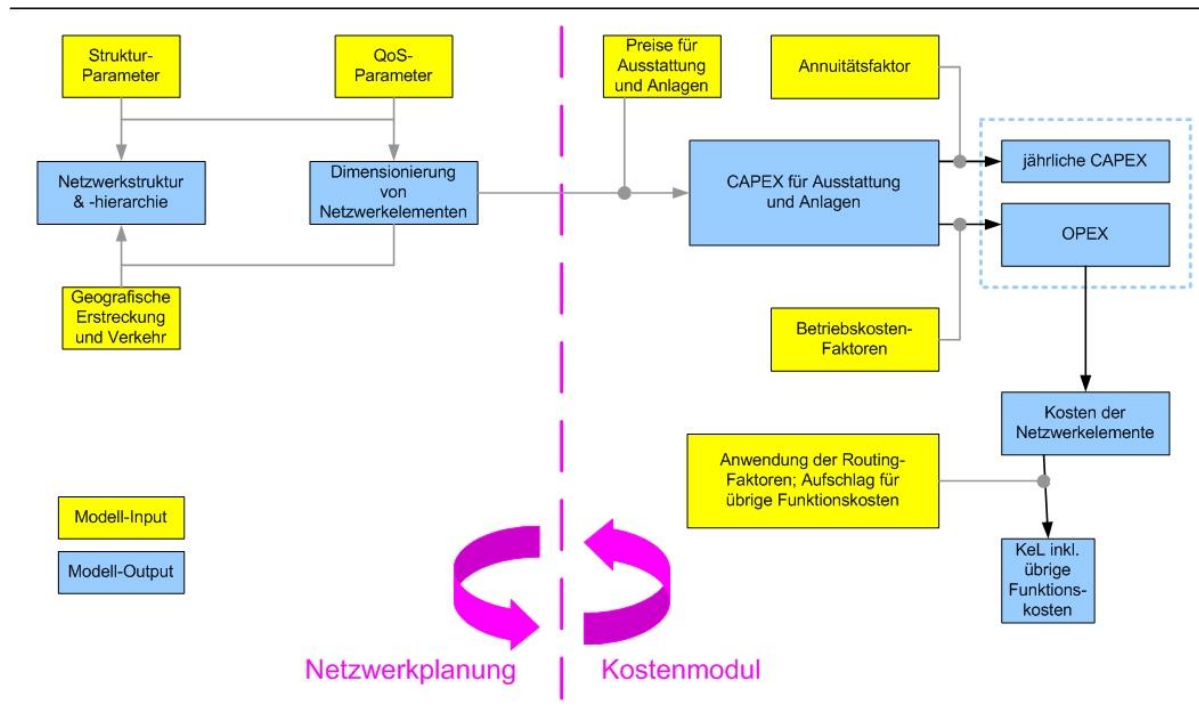 Struktur-
Parameter
QoS-
Parameter
Preise für
Ausstattung
und Anlagen
Annuitätsfaktor
Netzwerkstruktur
& -hierarchie
Dimensionierung
von
Netzwerkelementen
CAPEX für Ausstattung
und Anlagen
jährliche CAPEX
OPEX
Geografische
Erstreckung
und Verkehr
Betriebskosten-
Faktoren
Kosten der
Netzwerkelemente
Anwendung der Routing-
Faktoren; Aufschlag für
übrige Funktionskosten
Modell-Input
Modell-Output
KeL inkl.
übrige
Funktions-
kosten
Netzwerkplanung
Kostenmodul